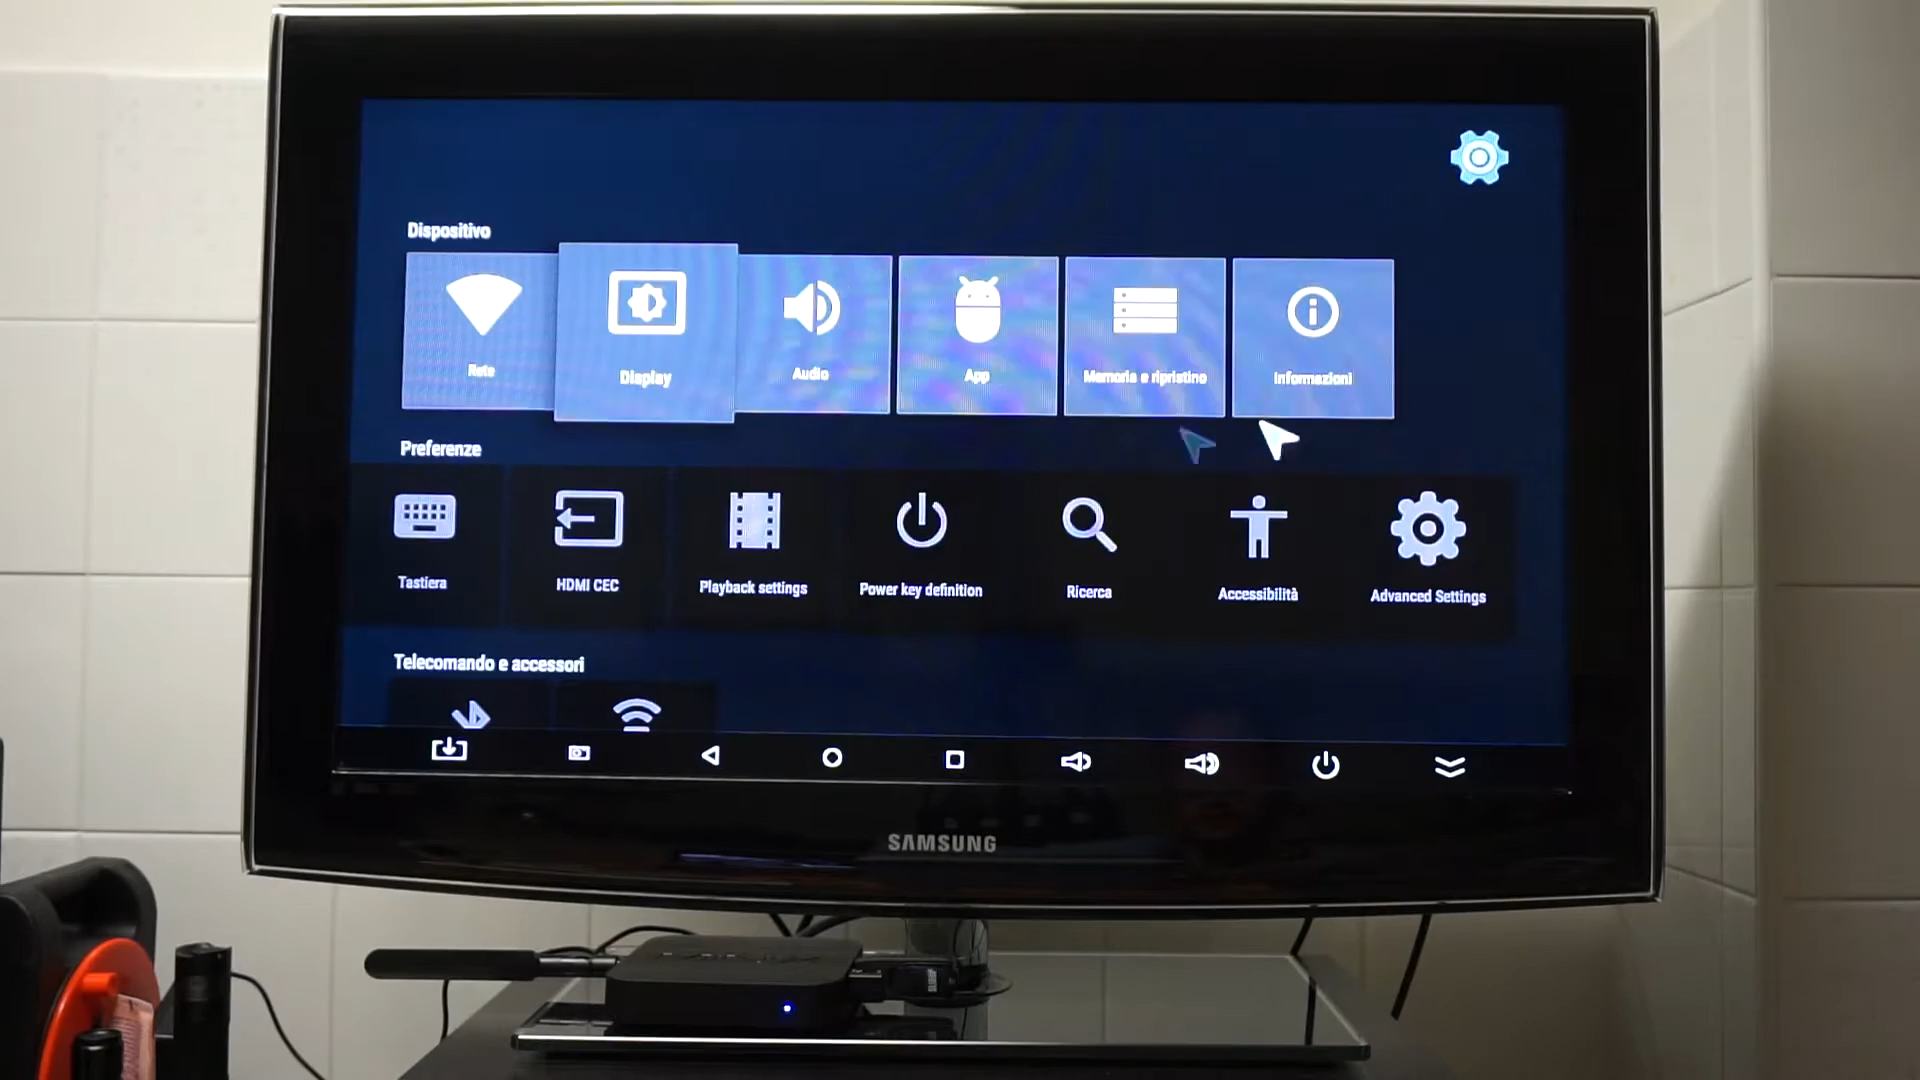 Dispositivo
Rete
Display
Audio
App
Memoria e ripristino
Informazioni
Preferenze
Tastiera
HDMI CEC
Playback settings
Power key definition
Ricerca
Accessibilità
Advanced Settings
Telecomando e accessori
SAMSUNG